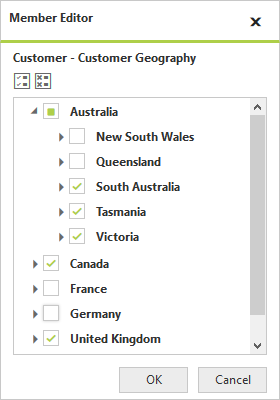 Member Editor
Customer - Customer Geography
Australia
New South Wales
Queensland
South Australia
Tasmania
Victoria
Canada
France
Germany
United Kingdom
OK Cancel